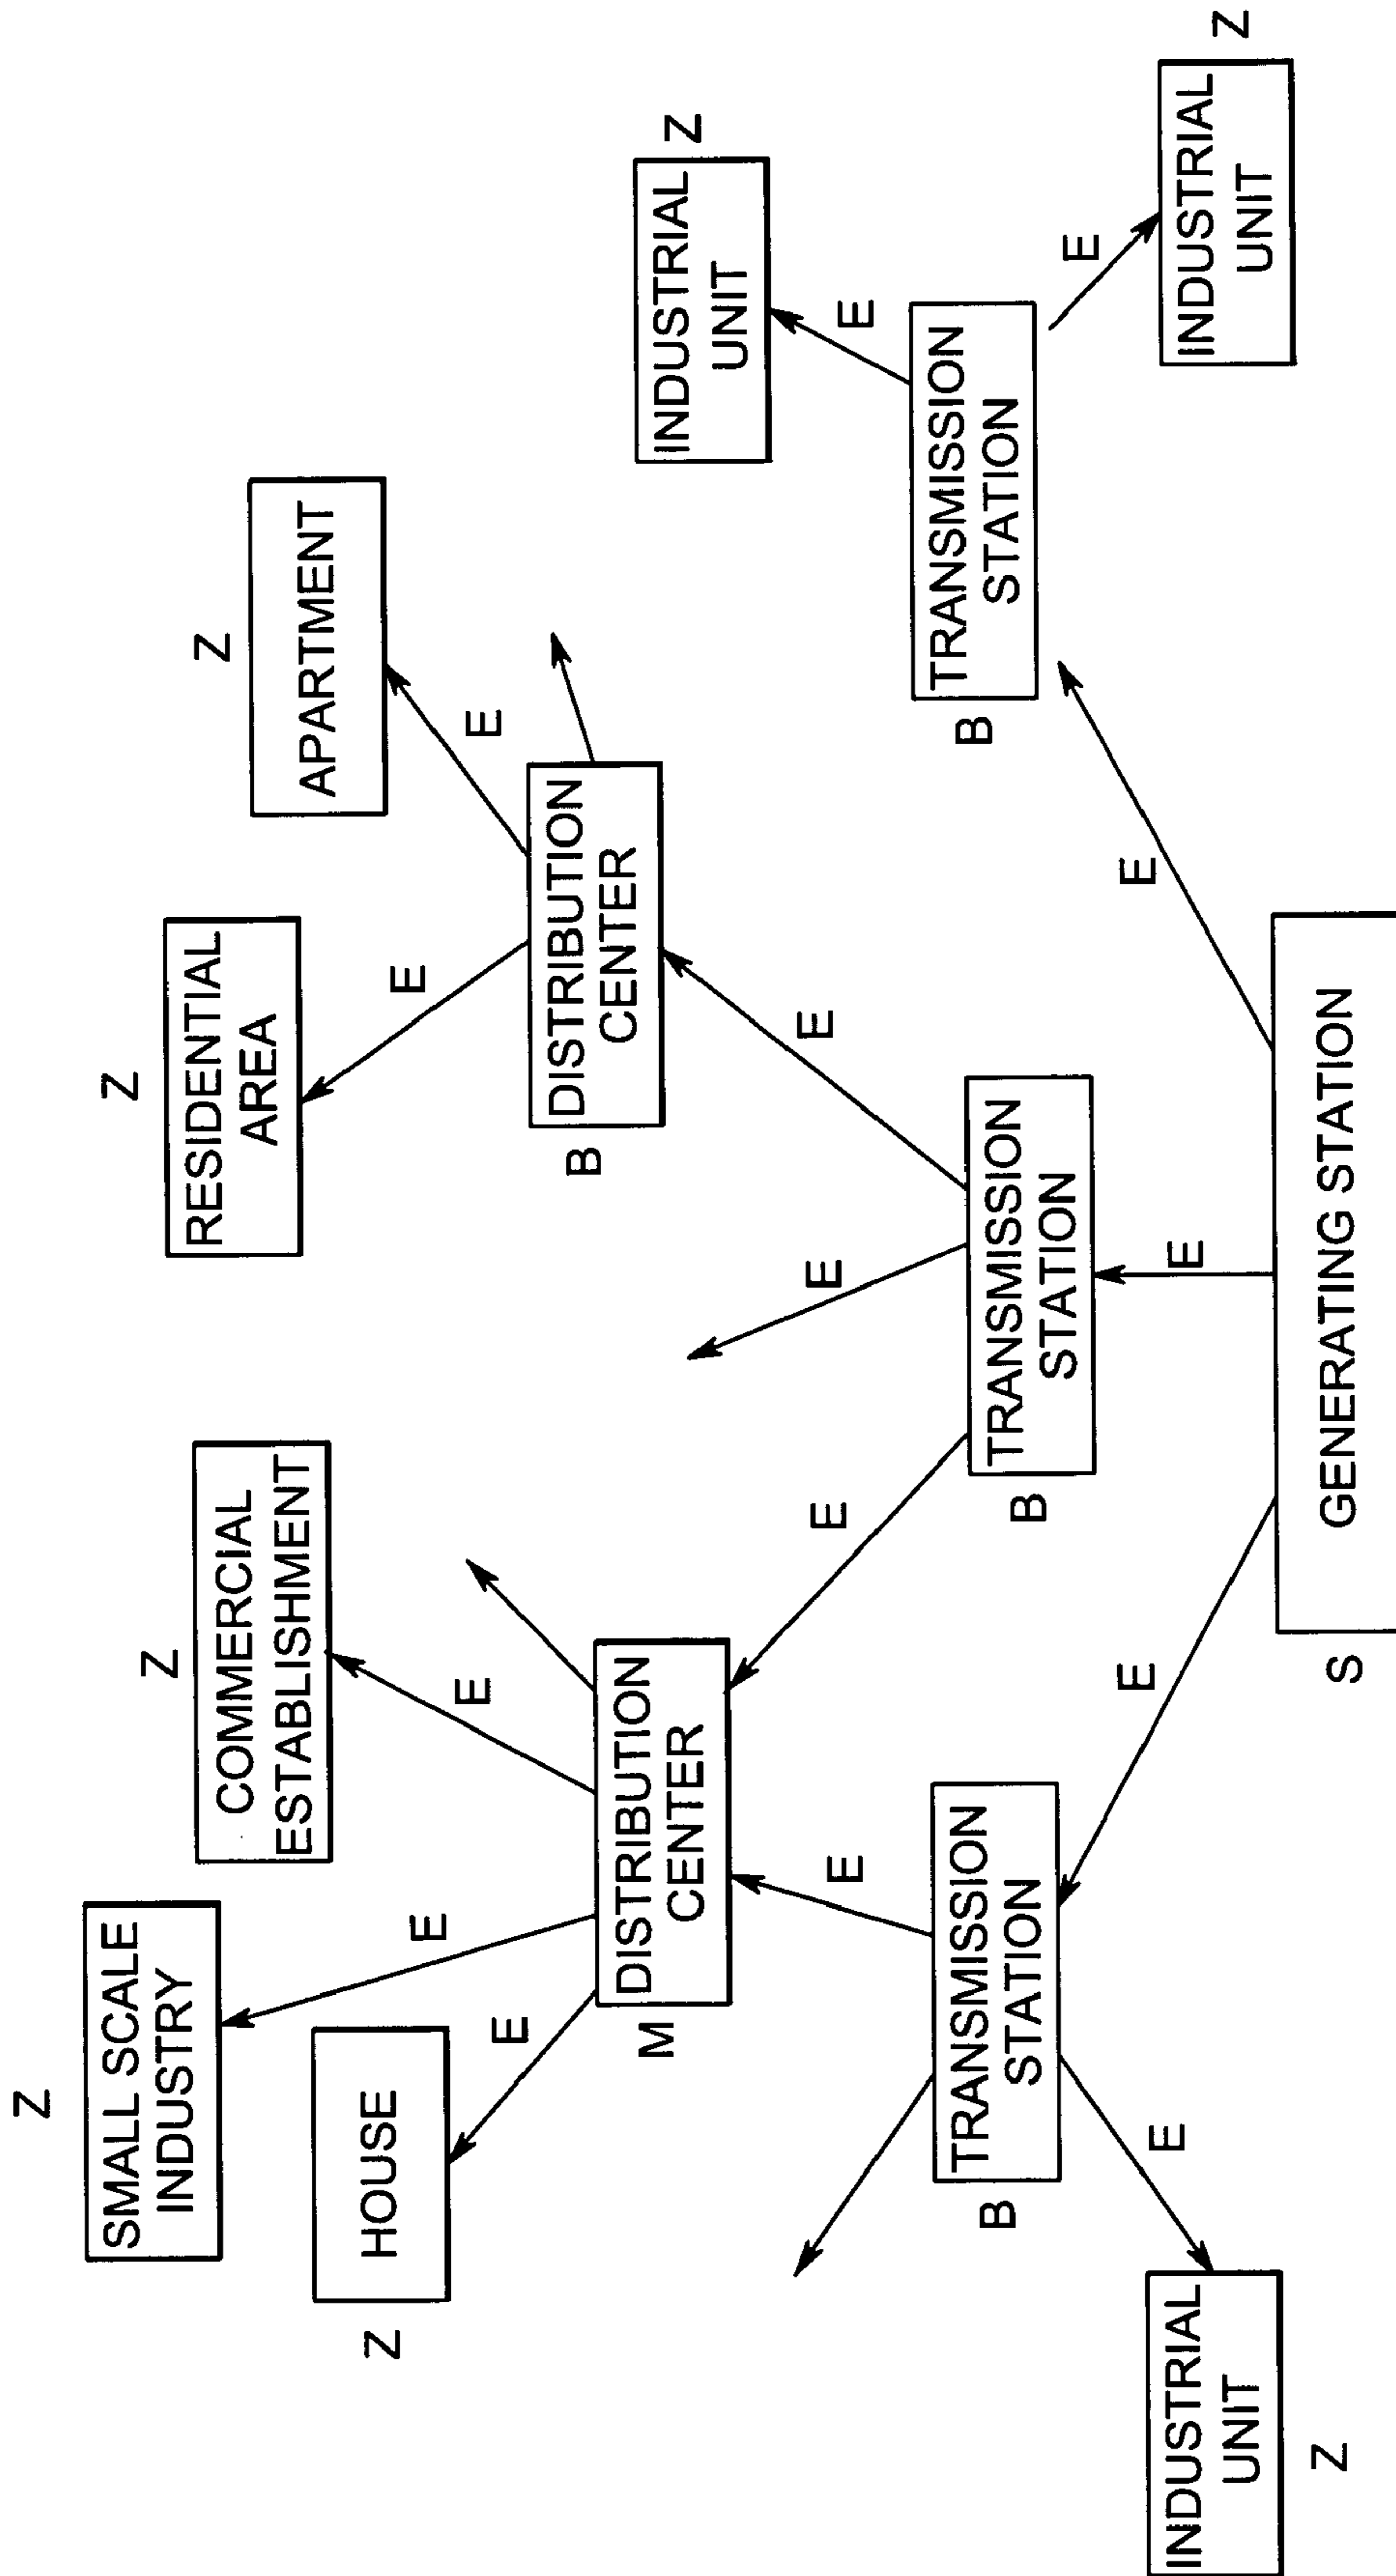 Z
SMALL SCALE
INDUSTRY
Z
COMMERCIAL
ESTABLISHMENT
Z
RESIDENTIAL
AREA
Z
APARTMENT
Z
HOUSE
E
E
E
E
E
M
DISTRIBUTION
CENTER
B
DISTRIBUTION
CENTER
Z
INDUSTRIAL
UNIT
E
E
E
E
E
B
TRANSMISSION
STATION
B
TRANSMISSION
STATION
B
TRANSMISSION
STATION
E
E
E
E
E
Z
INDUSTRIAL
UNIT
Z
INDUSTRIAL
UNIT
S
GENERATING STATION